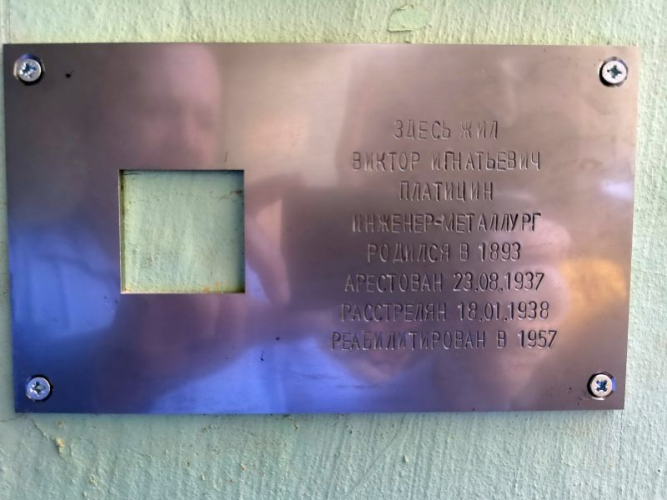 ЗДЕСЬ ЖИЛ
ВИКТОР ИГНАТЬЕВИЧ
ПЛАТИЦИН
ИНЖЕНЕР-МЕТАЛЛУРГ
РОДИЛСЯ В 1893
АРЕСТОВАН 23.08.1937
РАССТРЕЛЯН 18.01.1938
РЕАБИЛИТИРОВАН В 1957